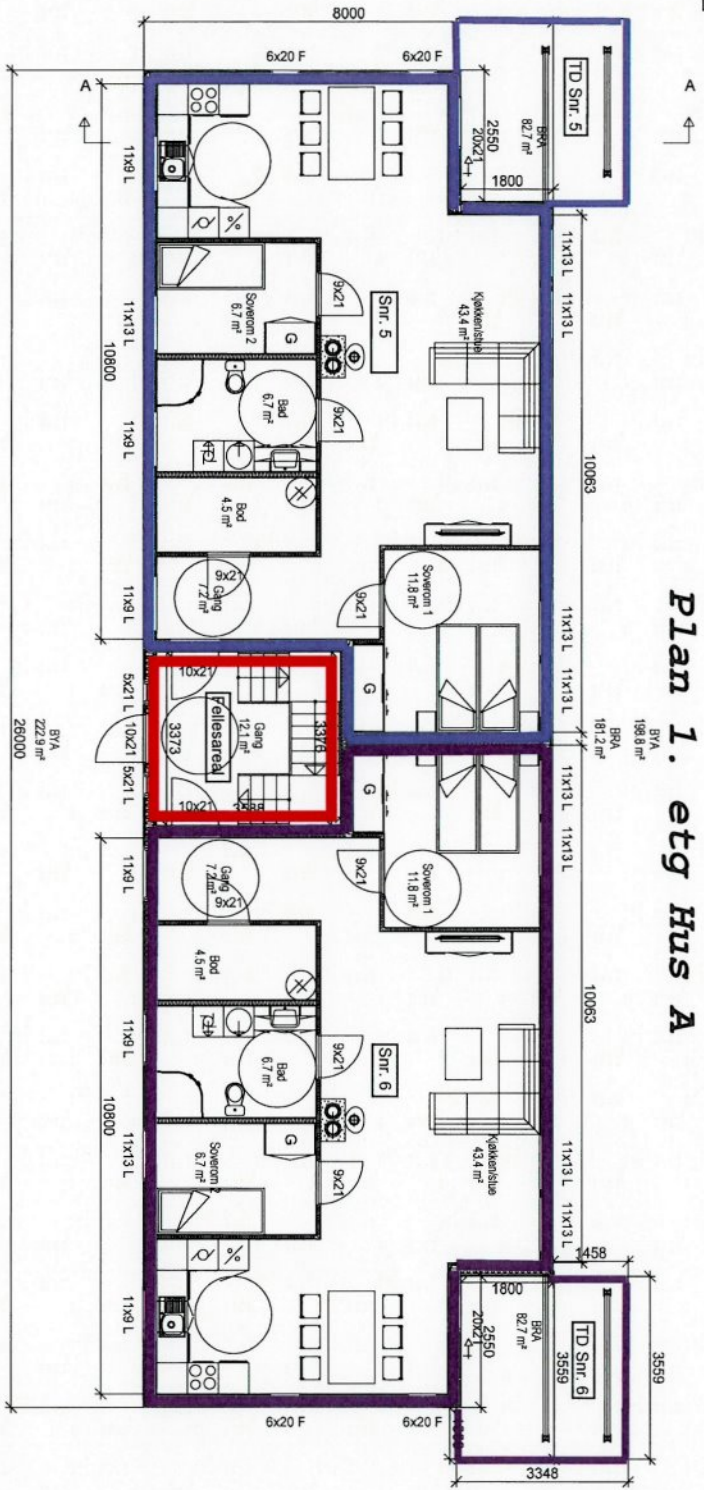 Plan 1. etg Hus A
8000
6x20 F
6x20 F
TD Snr. 5
BRA
82.7 m²
2550
20x21
1800
A
A
11x9 L
11x13 L
11x9 L
11x9 L
10800
11x13 L
11x13 L
10063
11x13 L
11x13 L
Kjøkken/stue
43.4 m²
Snr. 5
Soverom 2
6.7 m²
G
9x21
Bad
6.7 m²
9x21
Bod
4.5 m²
9x21
Gang
7.2 m²
9x21
Soverom 1
11.8 m²
G
BYA
198.8 m²
BRA
181.2 m²
10x21
Gang
12.1 m²
Fellesareal
3373
3376
3588
10x21
5x21 L
10x21
5x21 L
BYA
222.9 m²
26000
G
Soverom 1
11.8 m²
9x21
Gang
7.2 m²
9x21
Bod
4.5 m²
Bad
6.7 m²
9x21
Snr. 6
Soverom 2
6.7 m²
G
9x21
Kjøkken/stue
43.4 m²
11x13 L
11x13 L
10063
11x13 L
11x13 L
11x9 L
11x9 L
11x13 L
11x9 L
10800
1458
1800
BRA
82.7 m²
2550
20x21
TD Snr. 6
3559
3559
3348
6x20 F
6x20 F